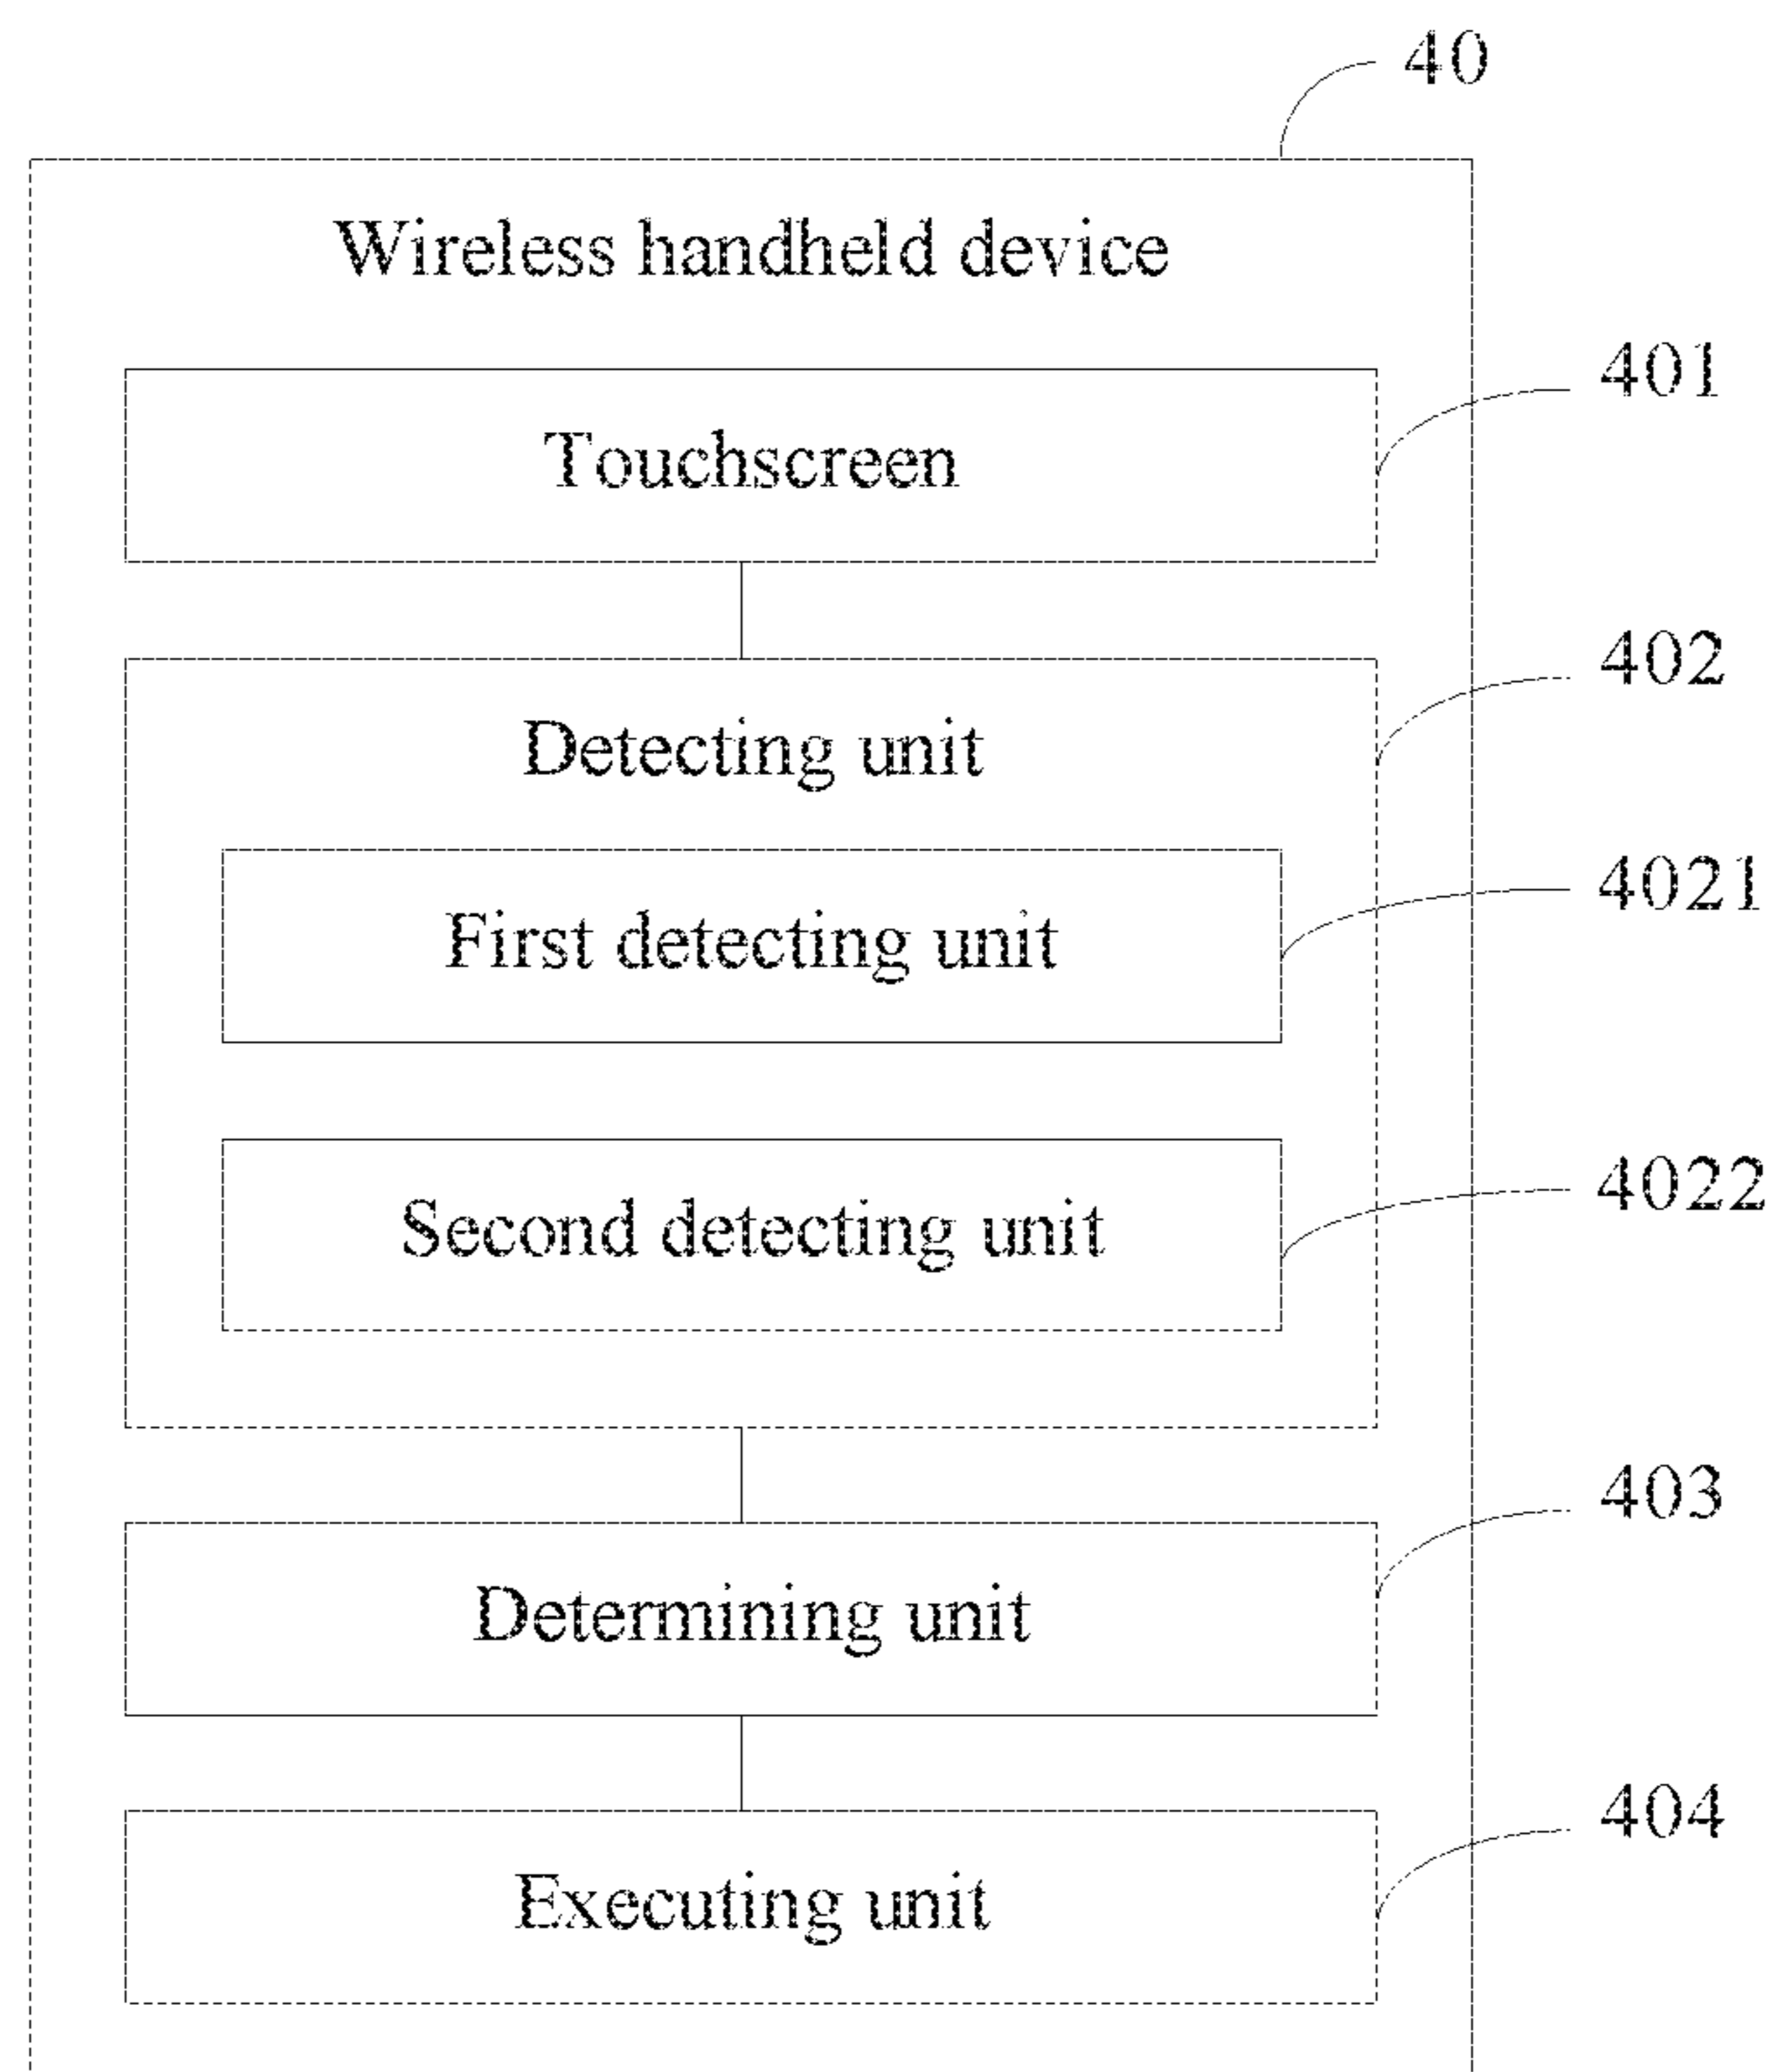 40
Wireless handheld device
401
Touchscreen
402
Detecting unit
4021
First detecting unit
4022
Second detecting unit
403
Determining unit
404
Executing unit